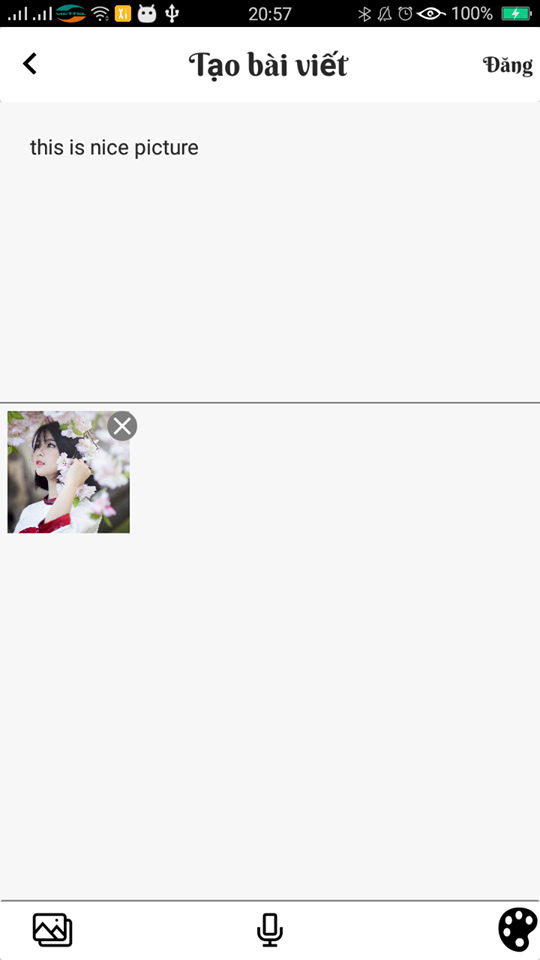 20:57
100%
Tạo bài viết
Đăng
this is nice picture